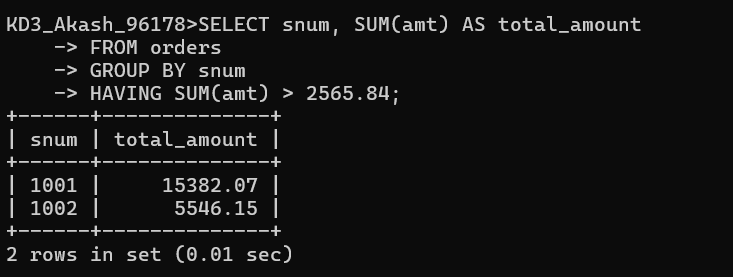 KD3_Akash_96178>SELECT snum, SUM(amt) AS total_amount
    -> FROM orders
    -> GROUP BY snum
    -> HAVING SUM(amt) > 2565.84;
+------+--------------+
| snum | total_amount |
+------+--------------+
| 1001 |     15382.07 |
| 1002 |      5546.15 |
+------+--------------+
2 rows in set (0.01 sec)